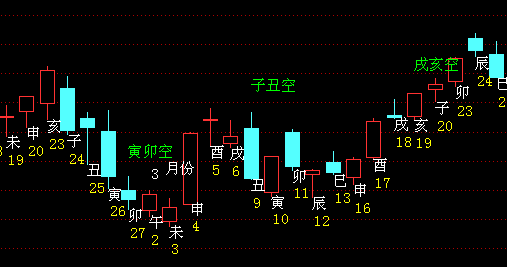 戌亥空
子丑空
寅卯空
3 月份
未 19
申 20
亥 23
子 24
丑 25
寅 26
卯 27
午 2
未 3
申 4
酉 5
戌 6
丑 9
寅 10
卯 11
辰 12
巳 13
申 16
酉 17
戌 18
亥 19
子 20
卯 23
辰 24
巳 2